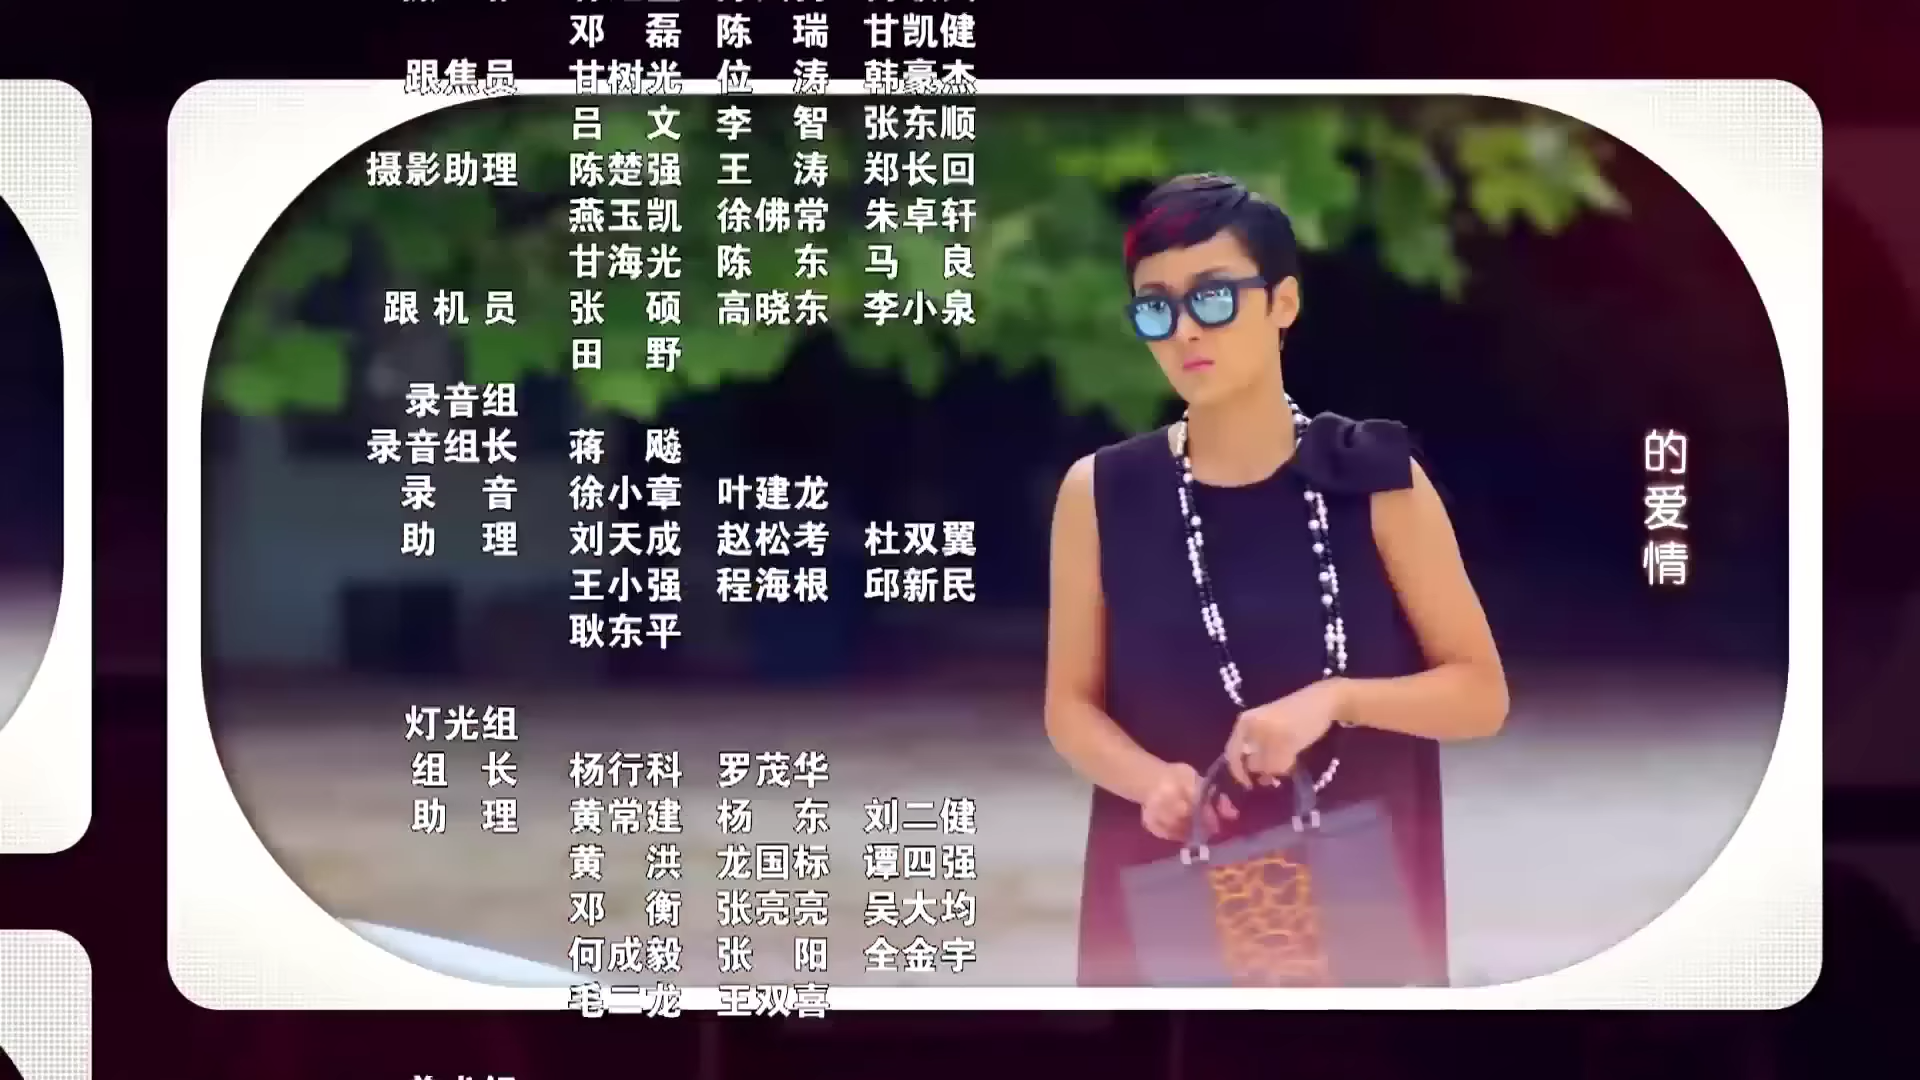 邓磊 陈瑞 甘凯健
跟焦员 甘树光 位涛 韩豪杰
吕文 李智 张东顺
摄影助理 陈楚强 王涛 郑长回
燕玉凯 徐佛常 朱卓轩
甘海光 陈东 马良
跟机员 张硕 高晓东 李小泉
田野
录音组
录音组长 蒋飚
录音 徐小章 叶建龙
助理 刘天成 赵松考 杜双翼
王小强 程海根 邱新民
耿东平
灯光组
组长 杨行科 罗茂华
助理 黄常建 杨东 刘二健
黄洪 龙国标 谭四强
邓衡 张亮亮 吴大均
何成毅 张阳 全金宇
毛二龙 王双喜
的爱情